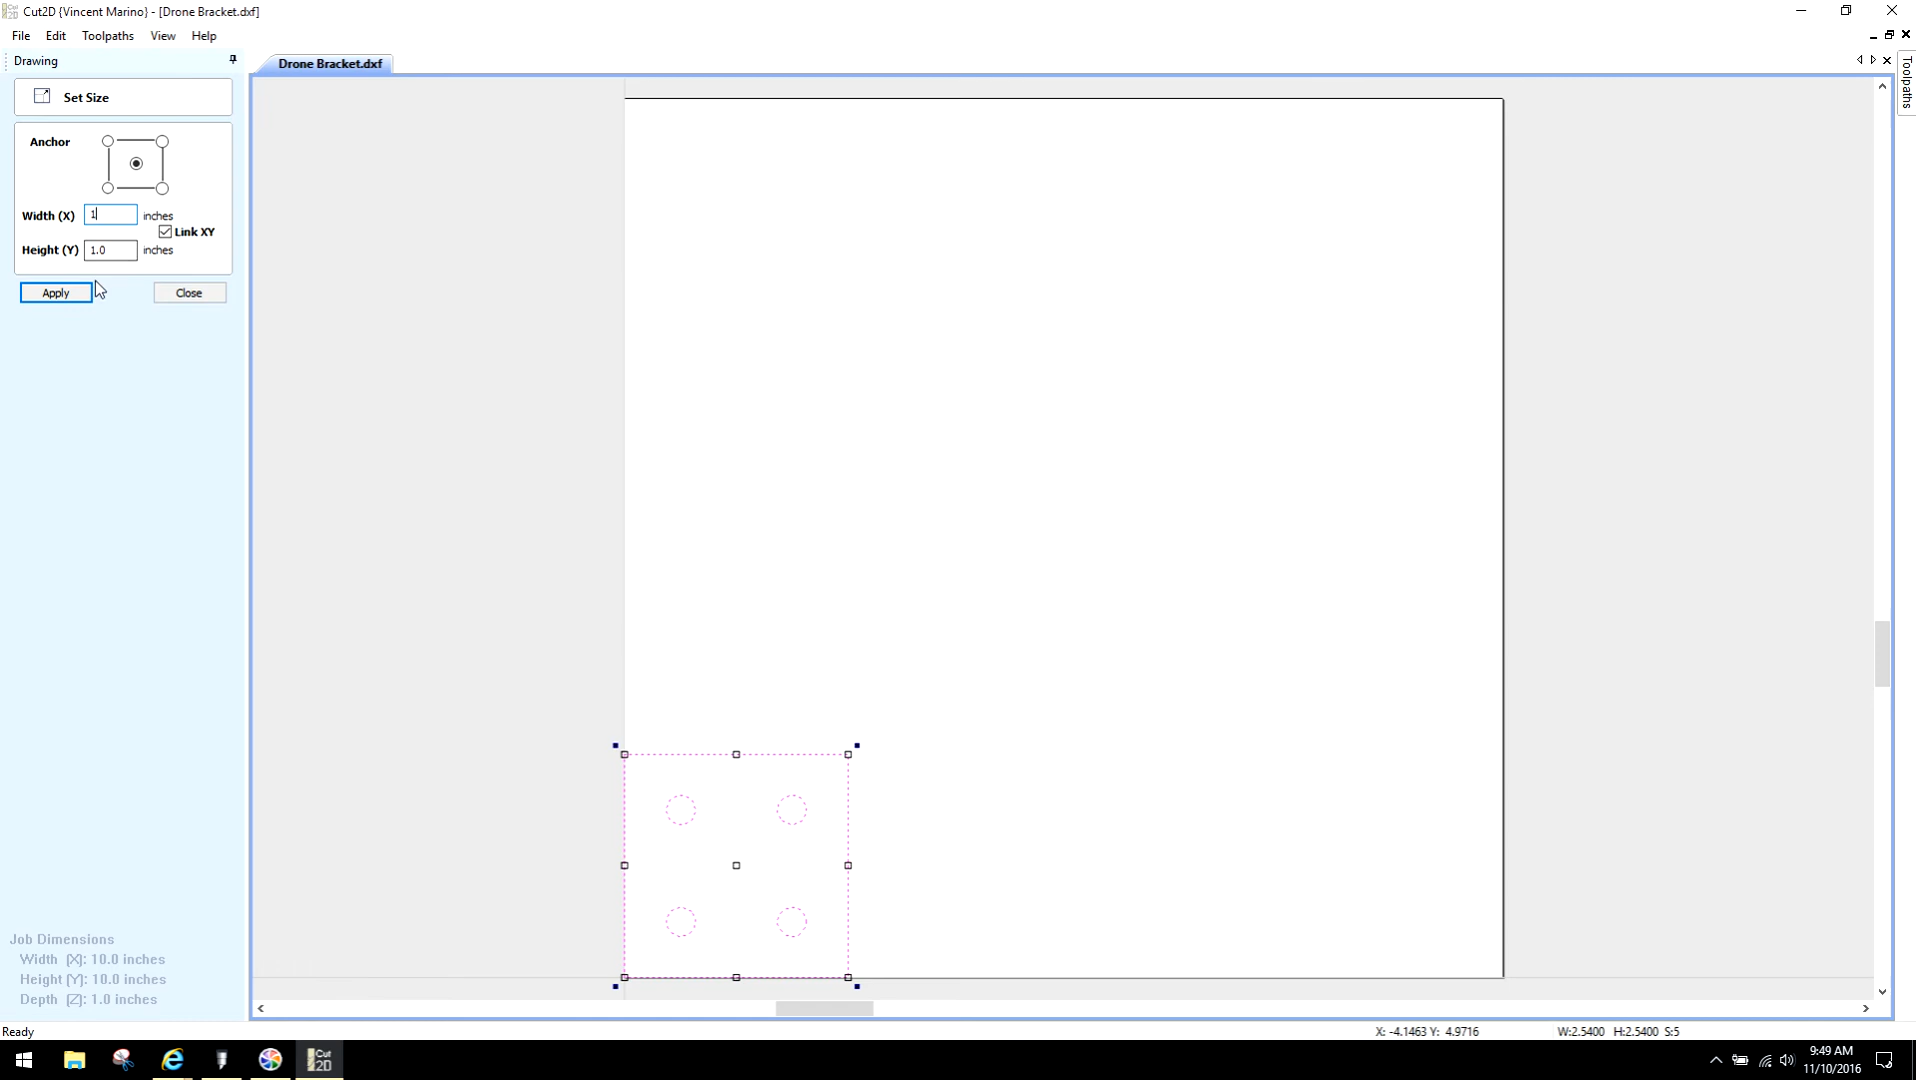 Cut2D {Vincent Marino} - [Drone Bracket.dxf]
File Edit Toolpaths View Help
Drawing
Drone Bracket.dxf
Toolpaths
Set Size
Anchor
Width (X) 1 inches
Link XY
Height (Y) 1.0 inches
Apply Close
Job Dimensions
Width (X): 10.0 inches
Height (Y): 10.0 inches
Depth (Z): 1.0 inches
Ready
X: -4.1463 Y: 4.9716
W:2.5400 H:2.5400 S:5
Cut
2D
9:49 AM
11/10/2016